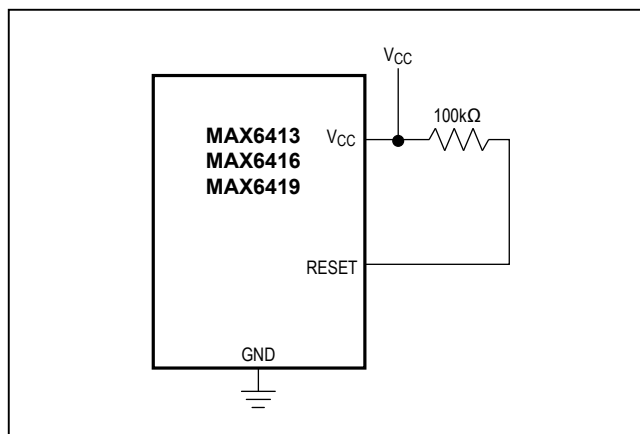 VCC
100kΩ
MAX6413
VCC
MAX6416
MAX6419
RESET
GND